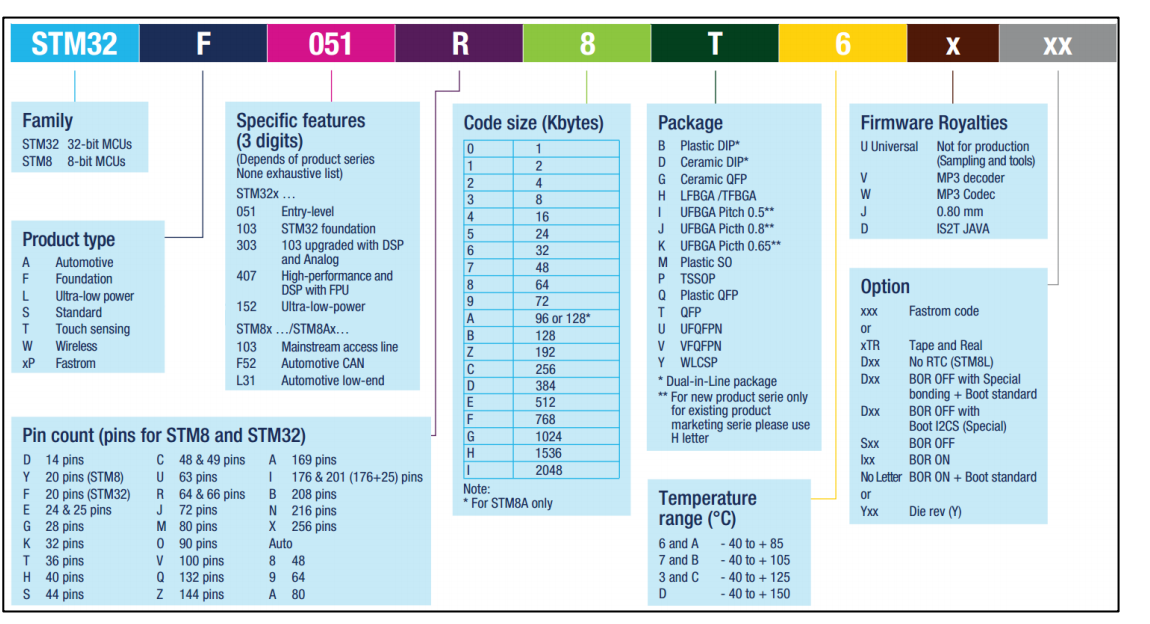 STM32 F 051 R 8 T 6 x xx
Family
STM32 32-bit MCUs
STM8 8-bit MCUs
Product type
A Automotive
F Foundation
L Ultra-low power
S Standard
T Touch sensing
W Wireless
xP Fastrom
Specific features
(3 digits)
(Depends of product series
None exhaustive list)
STM32x ...
051 Entry-level
103 STM32 foundation
303 103 upgraded with DSP
and Analog
407 High-performance and
DSP with FPU
152 Ultra-low-power
STM8x .../STM8Ax...
103 Mainstream access line
F52 Automotive CAN
L31 Automotive low-end
Pin count (pins for STM8 and STM32)
D 14 pins
Y 20 pins (STM8)
F 20 pins (STM32)
E 24 & 25 pins
G 28 pins
K 32 pins
T 36 pins
H 40 pins
S 44 pins
C 48 & 49 pins
U 63 pins
R 64 & 66 pins
J 72 pins
M 80 pins
O 90 pins
V 100 pins
Q 132 pins
Z 144 pins
A 169 pins
I 176 & 201 (176+25) pins
B 208 pins
N 216 pins
X 256 pins
Auto
8 48
9 64
A 80
Code size (Kbytes)
0 1
1 2
2 4
3 8
4 16
5 24
6 32
7 48
8 64
9 72
A 96 or 128*
B 128
Z 192
C 256
D 384
E 512
F 768
G 1024
H 1536
I 2048
Note:
* For STM8A only
Package
B Plastic DIP*
D Ceramic DIP*
G Ceramic QFP
H LFBGA /TFBGA
I UFBGA Pitch 0.5**
J UFBGA Picth 0.8**
K UFBGA Picth 0.65**
M Plastic SO
P TSSOP
Q Plastic QFP
T QFP
U UFQFPN
V VFQFPN
Y WLCSP
* Dual-in-Line package
** For new product serie only
for existing product
marketing serie please use
H letter
Temperature
range (°C)
6 and A - 40 to + 85
7 and B - 40 to + 105
3 and C - 40 to + 125
D - 40 to + 150
Firmware Royalties
U Universal Not for production
(Sampling and tools)
V MP3 decoder
W MP3 Codec
J 0.80 mm
D IS2T JAVA
Option
xxx Fastrom code
or
xTR Tape and Real
Dxx No RTC (STM8L)
Dxx BOR OFF with Special
bonding + Boot standard
Dxx BOR OFF with
Boot I2CS (Special)
Sxx BOR OFF
Ixx BOR ON
No Letter BOR ON + Boot standard
or
Yxx Die rev (Y)